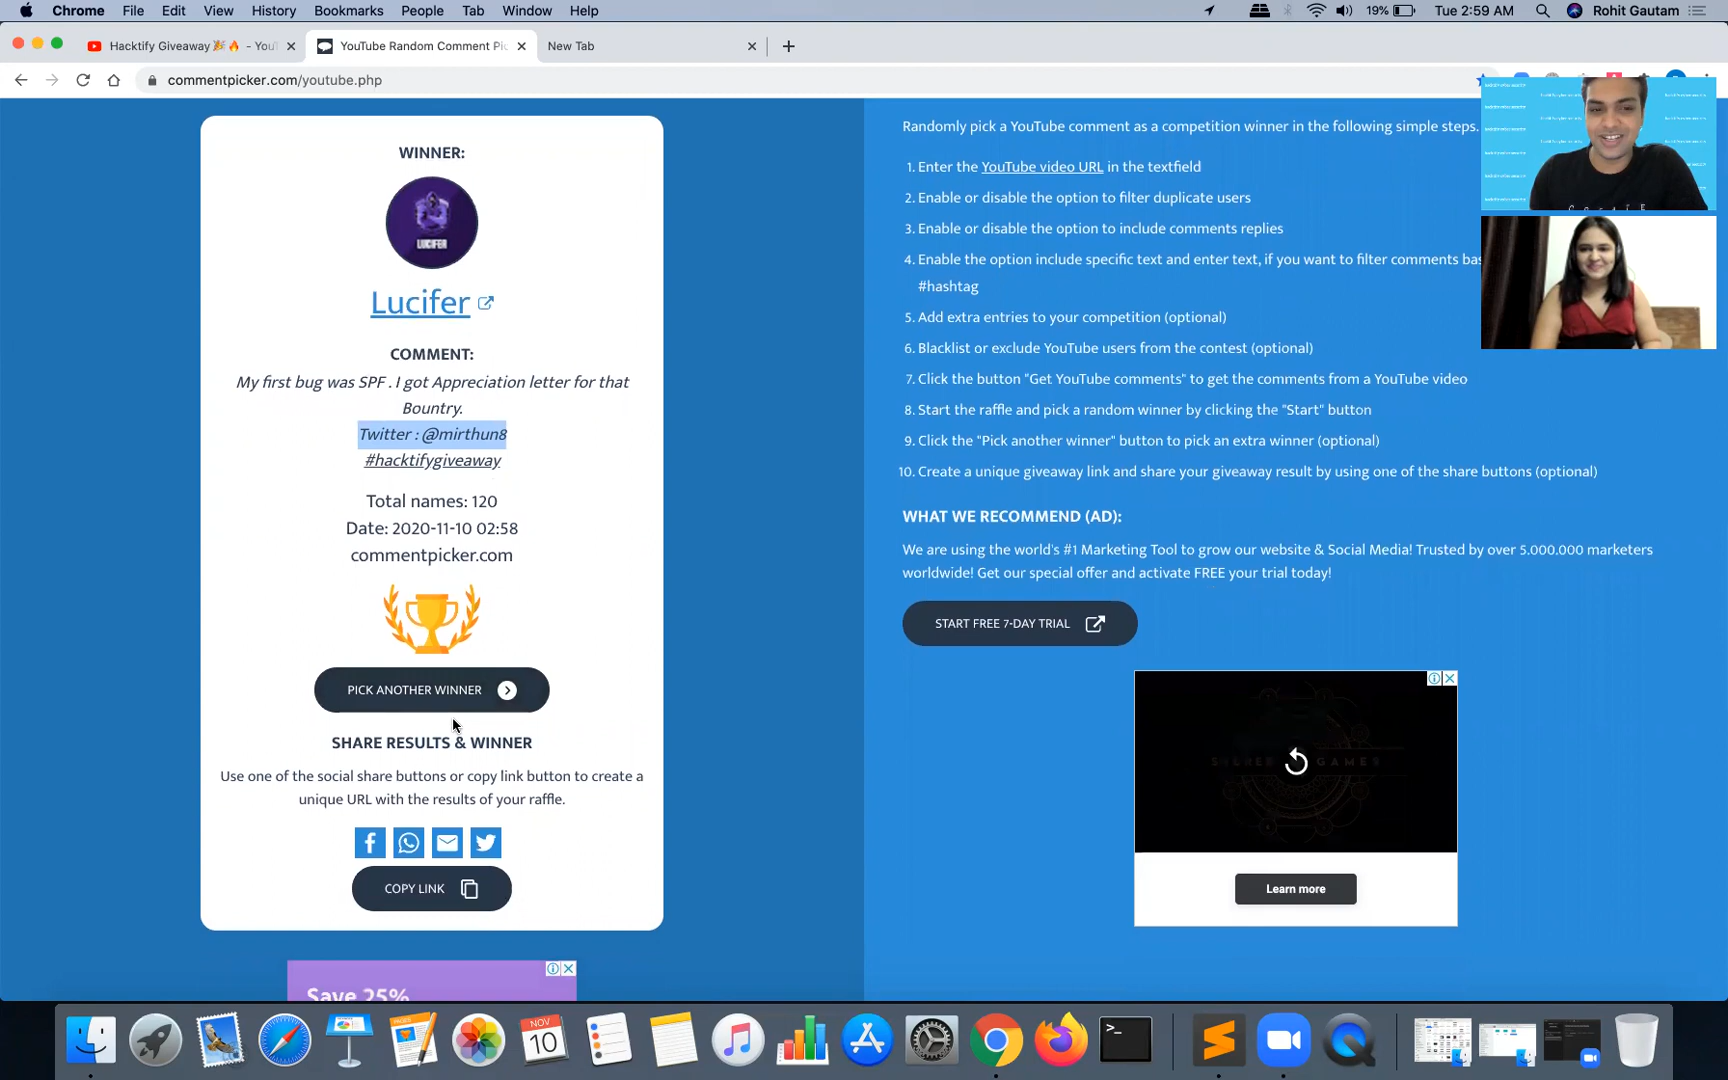 Chrome File Edit View History Bookmarks People Tab Window Help 19% Tue 2:59 AM Rohit Gautam
Hacktify Giveaway🎉🔥 - You
YouTube Random Comment Pic
New Tab
commentpicker.com/youtube.php
WINNER:
LUCIFER
Lucifer
COMMENT:
My first bug was SPF . I got Appreciation letter for that
Bountry.
Twitter : @mirthun8
#hacktifygiveaway
Total names: 120
Date: 2020-11-10 02:58
commentpicker.com
PICK ANOTHER WINNER
SHARE RESULTS & WINNER
Use one of the social share buttons or copy link button to create a
unique URL with the results of your raffle.
COPY LINK
Save 25%
Randomly pick a YouTube comment as a competition winner in the following simple steps.
1. Enter the YouTube video URL in the textfield
2. Enable or disable the option to filter duplicate users
3. Enable or disable the option to include comments replies
4. Enable the option include specific text and enter text, if you want to filter comments bas
#hashtag
5. Add extra entries to your competition (optional)
6. Blacklist or exclude YouTube users from the contest (optional)
7. Click the button "Get YouTube comments" to get the comments from a YouTube video
8. Start the raffle and pick a random winner by clicking the "Start" button
9. Click the "Pick another winner" button to pick an extra winner (optional)
10. Create a unique giveaway link and share your giveaway result by using one of the share buttons (optional)
WHAT WE RECOMMEND (AD):
We are using the world's #1 Marketing Tool to grow our website & Social Media! Trusted by over 5.000.000 marketers
worldwide! Get our special offer and activate FREE your trial today!
START FREE 7-DAY TRIAL
GAMES
Learn more
NOV
10
PAGES